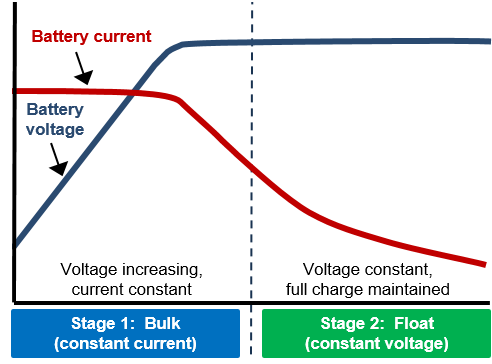 Battery current
Battery
voltage
Voltage increasing,
current constant
Voltage constant,
full charge maintained
Stage 1:  Bulk
(constant current)
Stage 2:  Float
(constant voltage)